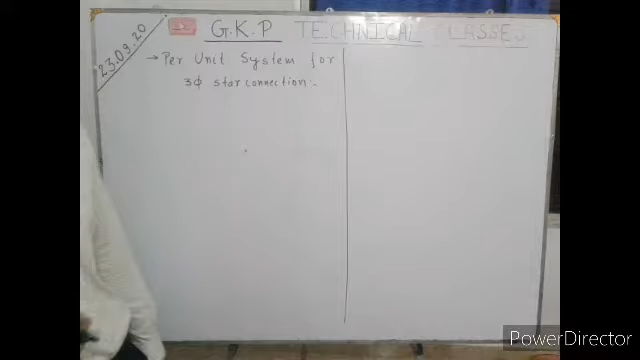 23.09.20
G.K.P TECHNICAL CLASSES
→ Per Unit System for
3φ star connection:-
PowerDirector